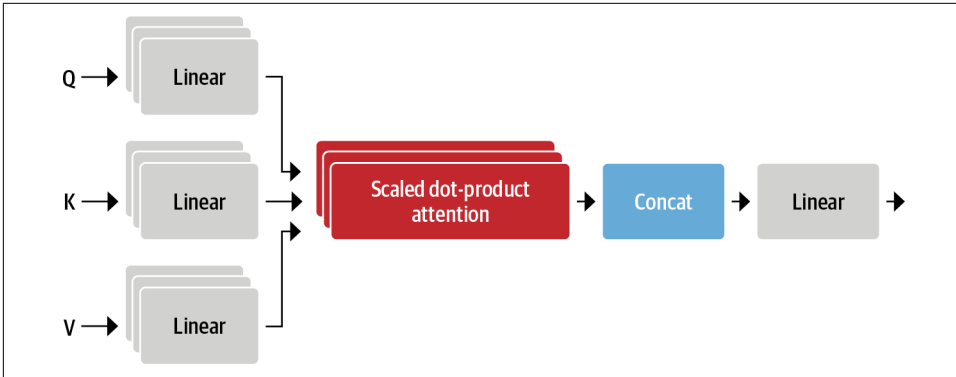 Q
Linear
K
Linear
V
Linear
Scaled dot-product
attention
Concat
Linear